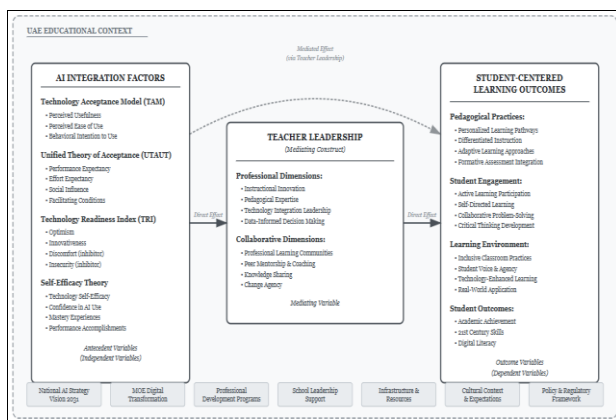 UAE EDUCATIONAL CONTEXT
Mediated Effect
(via Teacher Leadership)
AI INTEGRATION FACTORS
Technology Acceptance Model (TAM)
• Perceived Usefulness
• Perceived Ease of Use
• Behavioral Intention to Use
Unified Theory of Acceptance (UTAUT)
• Performance Expectancy
• Effort Expectancy
• Social Influence
• Facilitating Conditions
Technology Readiness Index (TRI)
• Optimism
• Innovativeness
• Discomfort (inhibitor)
• Insecurity (inhibitor)
Self-Efficacy Theory
• Technology Self-Efficacy
• Confidence in AI Use
• Mastery Experiences
• Performance Accomplishments
Antecedent Variables
(Independent Variables)
Direct Effect
TEACHER LEADERSHIP
(Mediating Construct)
Professional Dimensions:
• Instructional Innovation
• Pedagogical Expertise
• Technology Integration Leadership
• Data-Informed Decision Making
Collaborative Dimensions:
• Professional Learning Communities
• Peer Mentorship & Coaching
• Knowledge Sharing
• Change Agency
Mediating Variable
Direct Effect
STUDENT-CENTERED
LEARNING OUTCOMES
Pedagogical Practices:
• Personalized Learning Pathways
• Differentiated Instruction
• Adaptive Learning Approaches
• Formative Assessment Integration
Student Engagement:
• Active Learning Participation
• Self-Directed Learning
• Collaborative Problem-Solving
• Critical Thinking Development
Learning Environment:
• Inclusive Classroom Practices
• Student Voice & Agency
• Technology-Enhanced Learning
• Real-World Application
Student Outcomes:
• Academic Achievement
• 21st Century Skills
• Digital Literacy
Outcome Variables
(Dependent Variables)
National AI Strategy
Vision 2031
MOE Digital
Transformation
Professional
Development Programs
School Leadership
Support
Infrastructure &
Resources
Cultural Context
& Expectations
Policy & Regulatory
Framework